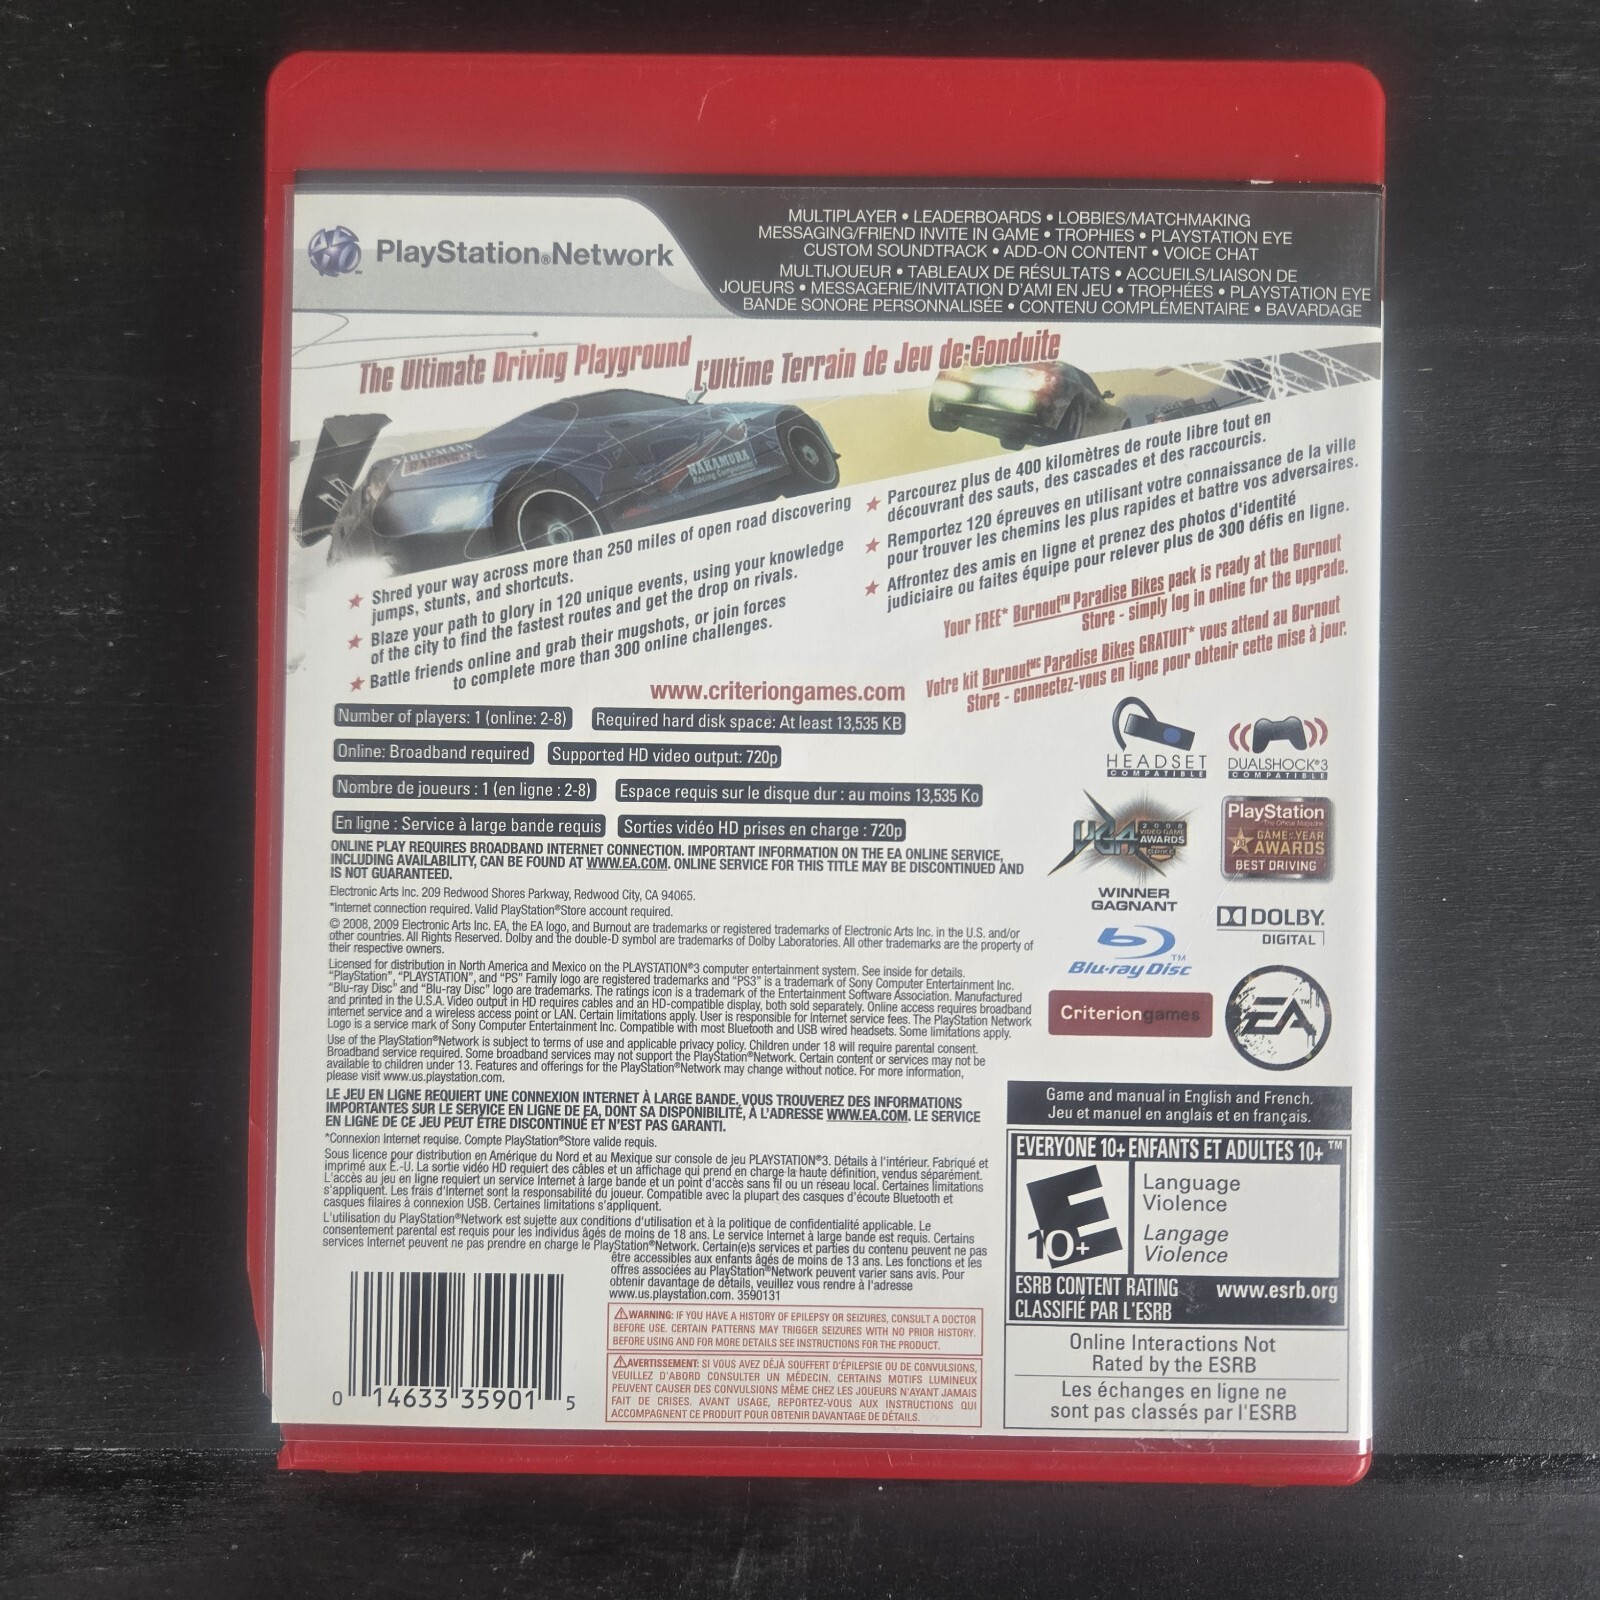 PlayStation®Network
MULTIPLAYER • LEADERBOARDS • LOBBIES/MATCHMAKING
MESSAGING/FRIEND INVITE IN GAME • TROPHIES • PLAYSTATION EYE
CUSTOM SOUNDTRACK • ADD-ON CONTENT • VOICE CHAT
MULTIJOUEUR • TABLEAUX DE RÉSULTATS • ACCUEILS/LIAISON DE
JOUEURS • MESSAGERIE/INVITATION D'AMI EN JEU • TROPHÉES • PLAYSTATION EYE
BANDE SONORE PERSONNALISÉE • CONTENU COMPLÉMENTAIRE • BAVARDAGE
The Ultimate Driving Playground
L'Ultime Terrain de Jeu de Conduite
NAKAMURA
Racing Components
★ Shred your way across more than 250 miles of open road discovering
jumps, stunts, and shortcuts.
★ Blaze your path to glory in 120 unique events, using your knowledge
of the city to find the fastest routes and get the drop on rivals.
★ Battle friends online and grab their mugshots, or join forces
to complete more than 300 online challenges.
★ Parcourez plus de 400 kilomètres de route libre tout en
découvrant des sauts, des cascades et des raccourcis.
★ Remportez 120 épreuves en utilisant votre connaissance de la ville
pour trouver les chemins les plus rapides et battre vos adversaires.
★ Affrontez des amis en ligne et prenez des photos d'identité
judiciaire ou faites équipe pour relever plus de 300 défis en ligne.
Your FREE* Burnout™ Paradise Bikes pack is ready at the Burnout
Store - simply log in online for the upgrade.
Votre kit Burnout MC Paradise Bikes GRATUIT* vous attend au Burnout
Store - connectez-vous en ligne pour obtenir cette mise à jour.
www.criteriongames.com
Number of players: 1 (online: 2-8)
Required hard disk space: At least 13,535 KB
Online: Broadband required
Supported HD video output: 720p
Nombre de joueurs : 1 (en ligne : 2-8)
Espace requis sur le disque dur : au moins 13,535 Ko
En ligne : Service à large bande requis
Sorties vidéo HD prises en charge : 720p
HEADSET
COMPATIBLE
DUALSHOCK®3
COMPATIBLE
VGA
2008
VIDEO GAME
AWARDS
SPIKE
WINNER
GAGNANT
PlayStation
The Official Magazine
GAME OF THE YEAR
AWARDS
BEST DRIVING
DOLBY
DIGITAL
Blu-ray Disc™
Criteriongames
EA™
ONLINE PLAY REQUIRES BROADBAND INTERNET CONNECTION. IMPORTANT INFORMATION ON THE EA ONLINE SERVICE,
INCLUDING AVAILABILITY, CAN BE FOUND AT WWW.EA.COM. ONLINE SERVICE FOR THIS TITLE MAY BE DISCONTINUED AND
IS NOT GUARANTEED.
Electronic Arts Inc. 209 Redwood Shores Parkway, Redwood City, CA 94065.
*Internet connection required. Valid PlayStation®Store account required.
© 2008, 2009 Electronic Arts Inc. EA, the EA logo, and Burnout are trademarks or registered trademarks of Electronic Arts Inc. in the U.S. and/or
other countries. All Rights Reserved. Dolby and the double-D symbol are trademarks of Dolby Laboratories. All other trademarks are the property of
their respective owners.
Licensed for distribution in North America and Mexico on the PLAYSTATION®3 computer entertainment system. See inside for details.
"PlayStation", "PLAYSTATION", and "PS" Family logo are registered trademarks and "PS3" is a trademark of Sony Computer Entertainment Inc.
"Blu-ray Disc" and "Blu-ray Disc" logo are trademarks. The ratings icon is a trademark of the Entertainment Software Association. Manufactured
and printed in the U.S.A. Video output in HD requires cables and an HD-compatible display, both sold separately. Online access requires broadband
internet service and a wireless access point or LAN. Certain limitations apply. User is responsible for Internet service fees. The PlayStation Network
Logo is a service mark of Sony Computer Entertainment Inc. Compatible with most Bluetooth and USB wired headsets. Some limitations apply.
Use of the PlayStation®Network is subject to terms of use and applicable privacy policy. Children under 18 will require parental consent.
Broadband service required. Some broadband services may not support the PlayStation®Network. Certain content or services may not be
available to children under 13. Features and offerings for the PlayStation®Network may change without notice. For more information,
please visit www.us.playstation.com.
LE JEU EN LIGNE REQUIERT UNE CONNEXION INTERNET À LARGE BANDE. VOUS TROUVEREZ DES INFORMATIONS
IMPORTANTES SUR LE SERVICE EN LIGNE DE EA, DONT SA DISPONIBILITÉ, À L'ADRESSE WWW.EA.COM. LE SERVICE
EN LIGNE DE CE JEU PEUT ÊTRE DISCONTINUÉ ET N'EST PAS GARANTI.
*Connexion Internet requise. Compte PlayStation®Store valide requis.
Sous licence pour distribution en Amérique du Nord et au Mexique sur console de jeu PLAYSTATION®3. Détails à l'intérieur. Fabriqué et
imprimé aux É.-U. La sortie vidéo HD requiert des câbles et un affichage qui prend en charge la haute définition, vendus séparément.
L'accès au jeu en ligne requiert un service Internet à large bande et un point d'accès sans fil ou un réseau local. Certaines limitations
s'appliquent. Les frais d'Internet sont la responsabilité du joueur. Compatible avec la plupart des casques d'écoute Bluetooth et
casques filaires à connexion USB. Certaines limitations s'appliquent.
L'utilisation du PlayStation®Network est sujette aux conditions d'utilisation et à la politique de confidentialité applicable. Le
consentement parental est requis pour les individus âgés de moins de 18 ans. Le service Internet à large bande est requis. Certains
services Internet peuvent ne pas prendre en charge le PlayStation®Network. Certain(e)s services et parties du contenu peuvent ne pas
être accessibles aux enfants âgés de moins de 13 ans. Les fonctions et les
offres associées au PlayStation®Network peuvent varier sans avis. Pour
obtenir davantage de détails, veuillez vous rendre à l'adresse
www.us.playstation.com. 3590131
WARNING: IF YOU HAVE A HISTORY OF EPILEPSY OR SEIZURES, CONSULT A DOCTOR
BEFORE USE. CERTAIN PATTERNS MAY TRIGGER SEIZURES WITH NO PRIOR HISTORY.
BEFORE USING AND FOR MORE DETAILS SEE INSTRUCTIONS FOR THE PRODUCT.
AVERTISSEMENT: SI VOUS AVEZ DÉJÀ SOUFFERT D'ÉPILEPSIE OU DE CONVULSIONS,
VEUILLEZ D'ABORD CONSULTER UN MÉDECIN. CERTAINS MOTIFS LUMINEUX
PEUVENT CAUSER DES CONVULSIONS MÊME CHEZ LES JOUEURS N'AYANT JAMAIS
FAIT DE CRISES. AVANT USAGE, REPORTEZ-VOUS AUX INSTRUCTIONS QUI
ACCOMPAGNENT CE PRODUIT POUR OBTENIR DAVANTAGE DE DÉTAILS.
0 14633 35901 5
Game and manual in English and French.
Jeu et manuel en anglais et en français.
EVERYONE 10+ ENFANTS ET ADULTES 10+ ™
E
10+
Language
Violence
Langage
Violence
ESRB CONTENT RATING www.esrb.org
CLASSIFIÉ PAR L'ESRB
Online Interactions Not
Rated by the ESRB
Les échanges en ligne ne
sont pas classés par l'ESRB